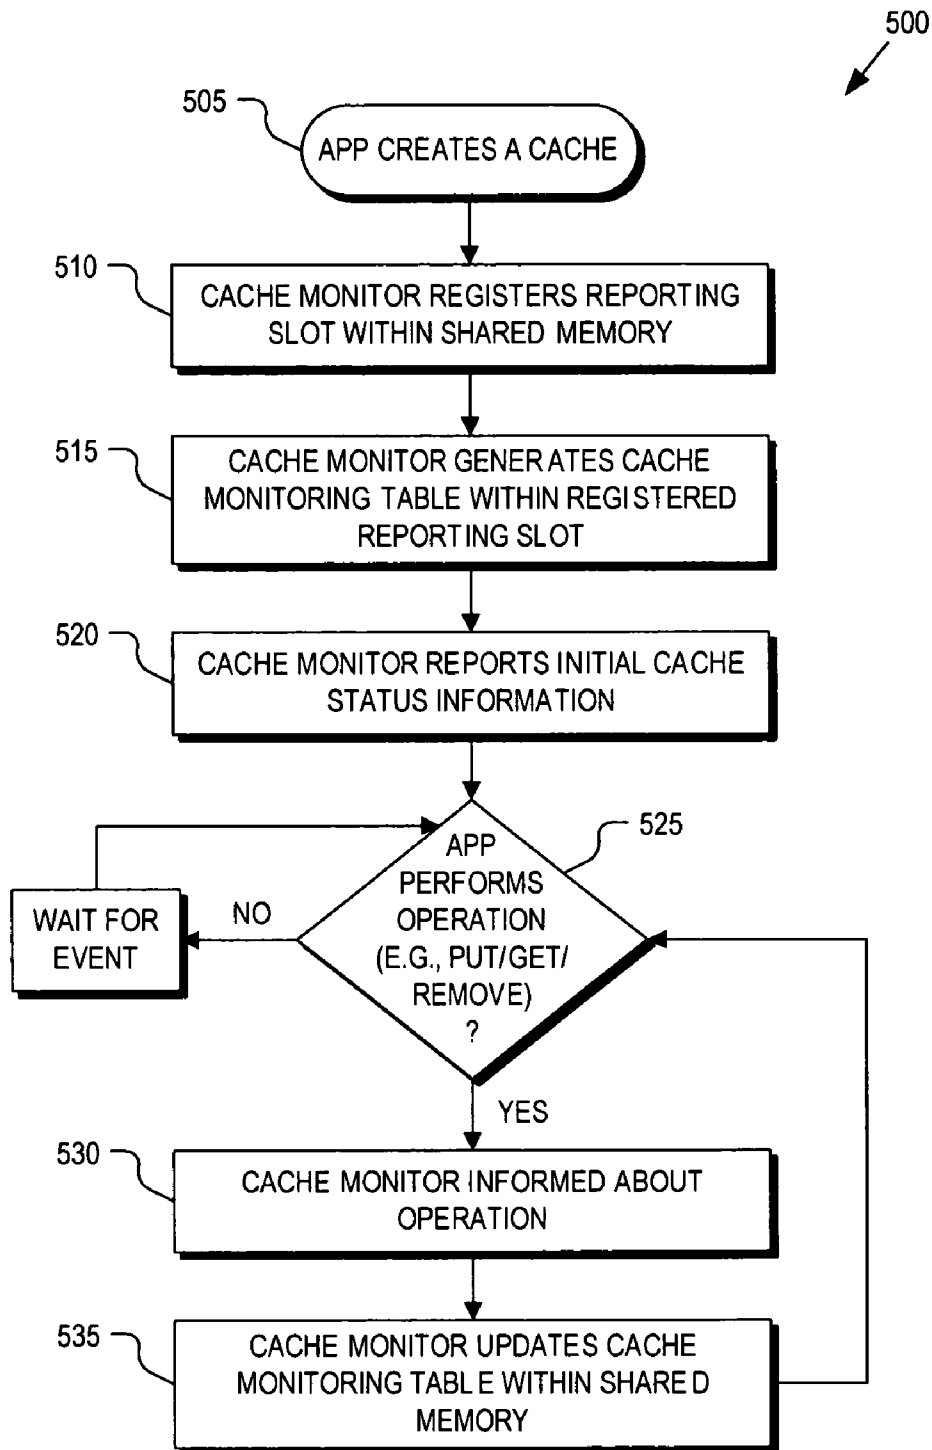 500
505
APP CREATES A CACHE
510
CACHE MONITOR REGISTERS REPORTING
SLOT WITHIN SHARED MEMORY
515
CACHE MONITOR GENERATES CACHE
MONITORING TABLE WITHIN REGISTERED
REPORTING SLOT
520
CACHE MONITOR REPORTS INITIAL CACHE
STATUS INFORMATION
525
APP
PERFORMS
OPERATION
(E.G., PUT/GET/
REMOVE)
?
NO
WAIT FOR
EVENT
YES
530
CACHE MONITOR INFORMED ABOUT
OPERATION
535
CACHE MONITOR UPDATES CACHE
MONITORING TABLE WITHIN SHARED
MEMORY